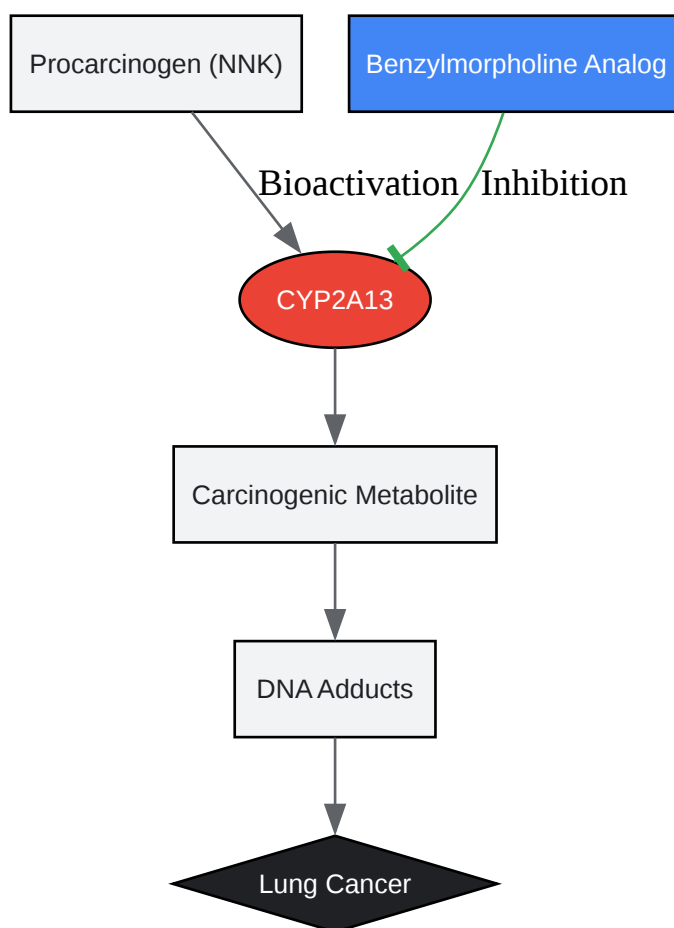 Procarcinogen (NNK)
Benzylmorpholine Analog
Bioactivation
Inhibition
CYP2A13
Carcinogenic Metabolite
DNA Adducts
Lung Cancer